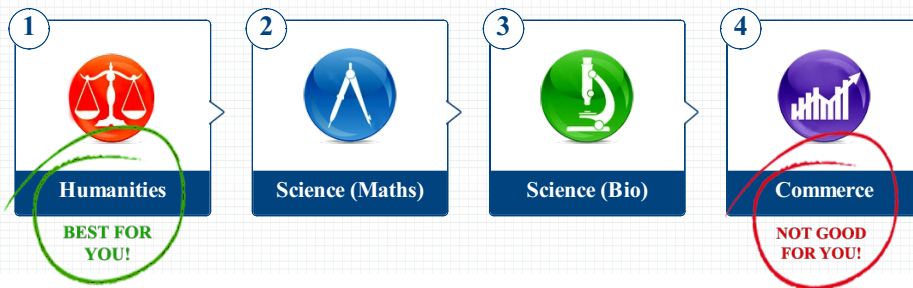 1 2 3 4
Humanities Science (Maths) Science (Bio) Commerce
BEST FOR
YOU!
NOT GOOD
FOR YOU!